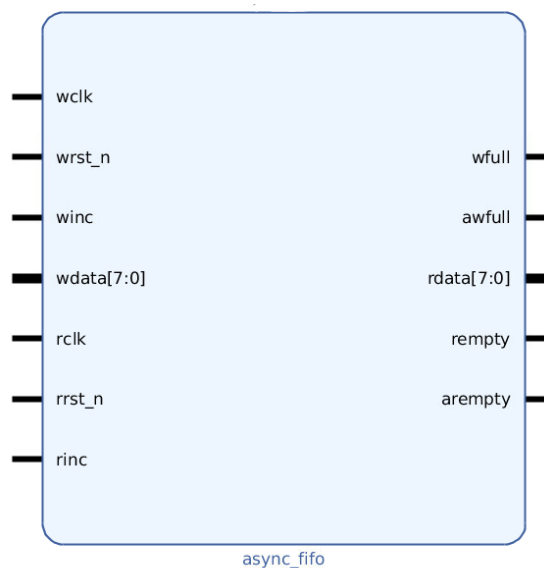 wclk
wrst_n
winc
wdata[7:0]
rclk
rrst_n
rinc
wfull
awfull
rdata[7:0]
rempty
arempty
async_fifo